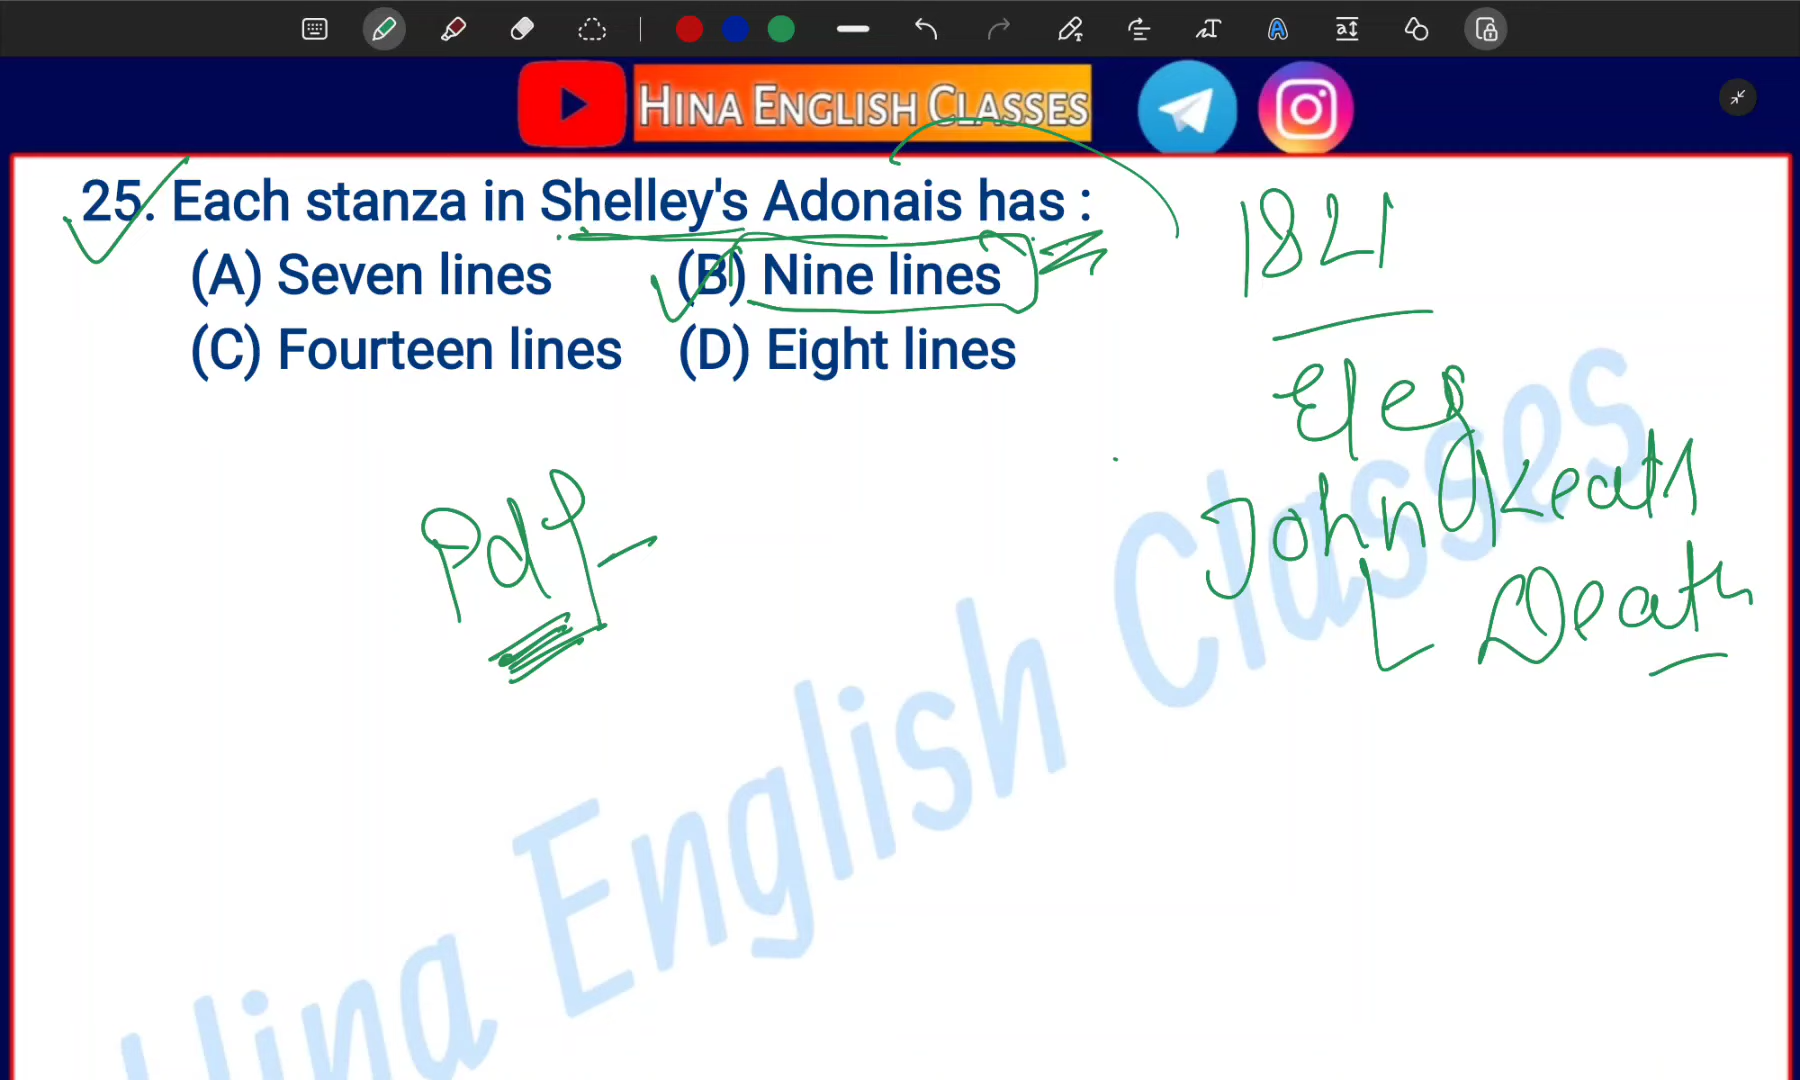 HINA ENGLISH CLASSES
25. Each stanza in Shelley's Adonais has :
(A) Seven lines (B) Nine lines
(C) Fourteen lines (D) Eight lines
1821
Elegy
John Keats
Death
Pdf
Hina English Classes